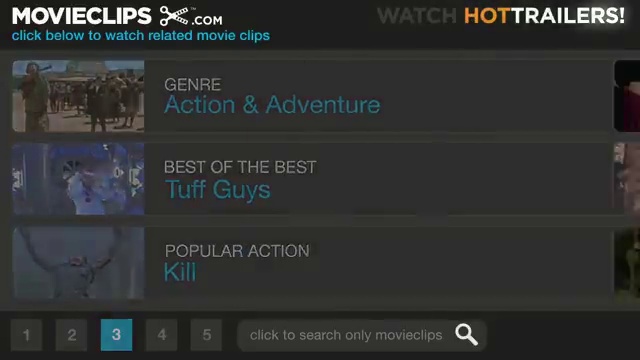 MOVIECLIPS .COM
WATCH HOTTRAILERS!
click below to watch related movie clips
GENRE
Action & Adventure
BEST OF THE BEST
Tuff Guys
POPULAR ACTION
Kill
1 2 3 4 5
click to search only movieclips